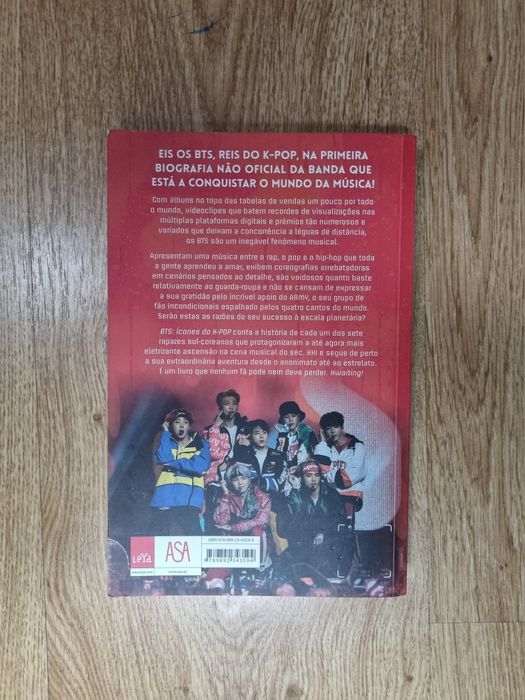 EIS OS BTS, REIS DO K-POP, NA PRIMEIRA
BIOGRAFIA NÃO OFICIAL DA BANDA QUE
ESTÁ A CONQUISTAR O MUNDO DA MÚSICA!
Com álbuns no topo das tabelas de vendas um pouco por todo
o mundo, videoclipes que batem recordes de visualizações nas
múltiplas plataformas digitais e prémios tão numerosos e
variados que deixam a concorrência a léguas de distância,
os BTS são um inegável fenómeno musical.
Apresentam uma música entre o rap, o pop e o hip-hop que toda
a gente aprendeu a amar, exibem coreografias arrebatadoras
em cenários pensados ao detalhe, são vaidosos quanto baste
relativamente ao guarda-roupa e não se cansam de expressar
a sua gratidão pelo incrível apoio do ARMY, o seu grupo de
fãs incondicionais espalhado pelos quatro cantos do mundo.
Serão estas as razões do seu sucesso à escala planetária?
BTS: Ícones do K-POP conta a história de cada um dos sete
rapazes sul-coreanos que protagonizaram a até agora mais
eletrizante ascensão na cena musical do séc. XXI e segue de perto
a sua extraordinária aventura desde o anonimato até ao estrelato.
É um livro que nenhum fã pode nem deve perder. Hwaiting!
LeYa
ASA
www.leya.com
www.asa.pt